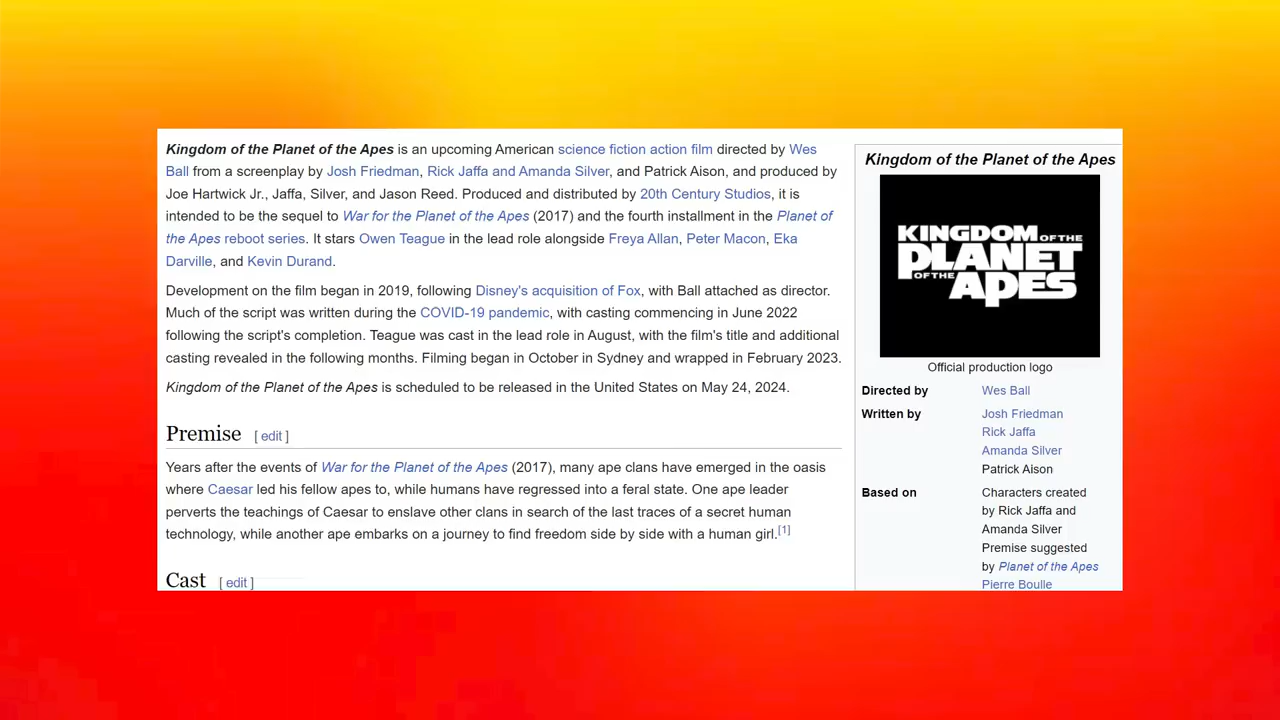 Kingdom of the Planet of the Apes is an upcoming American science fiction action film directed by Wes
Ball from a screenplay by Josh Friedman, Rick Jaffa and Amanda Silver, and Patrick Aison, and produced by
Joe Hartwick Jr., Jaffa, Silver, and Jason Reed. Produced and distributed by 20th Century Studios, it is
intended to be the sequel to War for the Planet of the Apes (2017) and the fourth installment in the Planet of
the Apes reboot series. It stars Owen Teague in the lead role alongside Freya Allan, Peter Macon, Eka
Darville, and Kevin Durand.
Development on the film began in 2019, following Disney's acquisition of Fox, with Ball attached as director.
Much of the script was written during the COVID-19 pandemic, with casting commencing in June 2022
following the script's completion. Teague was cast in the lead role in August, with the film's title and additional
casting revealed in the following months. Filming began in October in Sydney and wrapped in February 2023.
Kingdom of the Planet of the Apes is scheduled to be released in the United States on May 24, 2024.
Premise [ edit ]
Years after the events of War for the Planet of the Apes (2017), many ape clans have emerged in the oasis
where Caesar led his fellow apes to, while humans have regressed into a feral state. One ape leader
perverts the teachings of Caesar to enslave other clans in search of the last traces of a secret human
technology, while another ape embarks on a journey to find freedom side by side with a human girl.[1]
Cast [ edit ]
Kingdom of the Planet of the Apes
KINGDOM OF THE
PLANET
OF THE APES
Official production logo
Directed by Wes Ball
Written by Josh Friedman
Rick Jaffa
Amanda Silver
Patrick Aison
Based on Characters created
by Rick Jaffa and
Amanda Silver
Premise suggested
by Planet of the Apes
Pierre Boulle